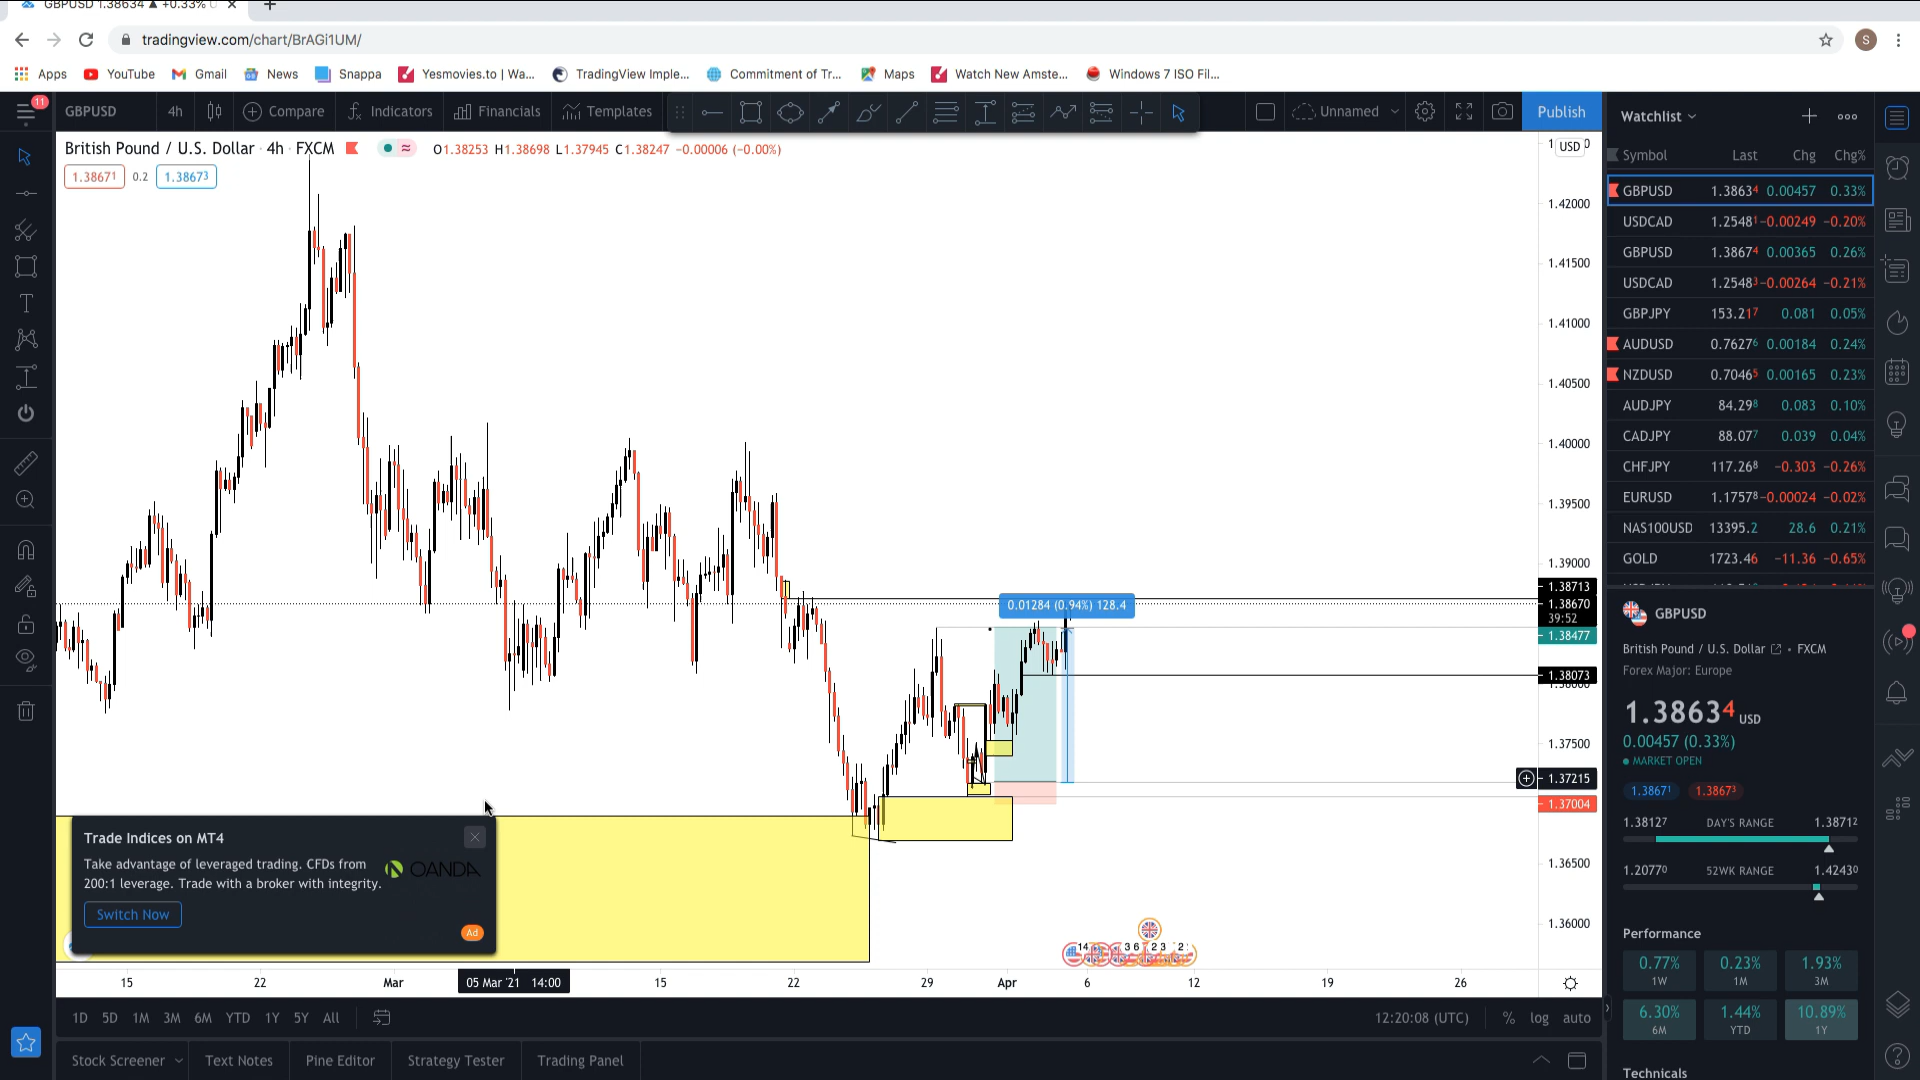 GBPUSD 1.38634 ▲ +0.33%
tradingview.com/chart/BrAGi1UM/
S
Apps YouTube Gmail News Snappa Yesmovies.to | Wa... TradingView Imple... Commitment of Tr... Maps Watch New Amste... Windows 7 ISO Fil...
11 GBPUSD 4h Compare Indicators Financials Templates Unnamed Publish
British Pound / U.S. Dollar · 4h · FXCM O1.38253 H1.38698 L1.37945 C1.38247 −0.00006 (−0.00%)
1.38671 0.2 1.38673
USD
1.42000
1.41500
1.41000
1.40500
1.40000
1.39500
1.39000
1.38713
1.38670
39:52
1.38477
1.38073
1.37500
1.37215
1.37004
1.36500
1.36000
0.01284 (0.94%) 128.4
Trade Indices on MT4
Take advantage of leveraged trading. CFDs from
200:1 leverage. Trade with a broker with integrity.
OANDA
Switch Now
Ad
15 22 Mar 05 Mar '21 14:00 15 22 29 Apr 6 12 19 26
1D 5D 1M 3M 6M YTD 1Y 5Y All 12:20:08 (UTC) % log auto
Stock Screener Text Notes Pine Editor Strategy Tester Trading Panel
Watchlist
Symbol Last Chg Chg%
GBPUSD 1.38634 0.00457 0.33%
USDCAD 1.25481 −0.00249 −0.20%
GBPUSD 1.38674 0.00365 0.26%
USDCAD 1.25483 −0.00264 −0.21%
GBPJPY 153.217 0.081 0.05%
AUDUSD 0.76276 0.00184 0.24%
NZDUSD 0.70465 0.00165 0.23%
AUDJPY 84.298 0.083 0.10%
CADJPY 88.077 0.039 0.04%
CHFJPY 117.268 −0.303 −0.26%
EURUSD 1.17578 −0.00024 −0.02%
NAS100USD 13395.2 28.6 0.21%
GOLD 1723.46 −11.36 −0.65%
GBPUSD
British Pound / U.S. Dollar • FXCM
Forex Major: Europe
1.38634 USD
0.00457 (0.33%)
MARKET OPEN
1.38671 1.38673
1.38127 DAY'S RANGE 1.38712
1.20770 52WK RANGE 1.42430
Performance
0.77% 0.23% 1.93%
1W 1M 3M
6.30% 1.44% 10.89%
6M YTD 1Y
Technicals